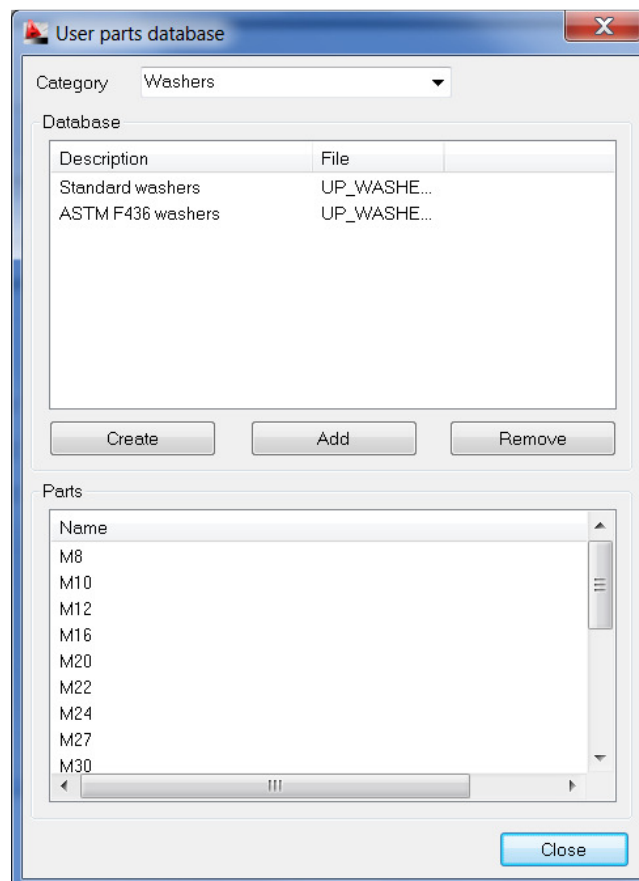 User parts database
Category Washers
Database
Description File
Standard washers UP_WASHE...
ASTM F436 washers UP_WASHE...
Create Add Remove
Parts
Name
M8
M10
M12
M16
M20
M22
M24
M27
M30
Close